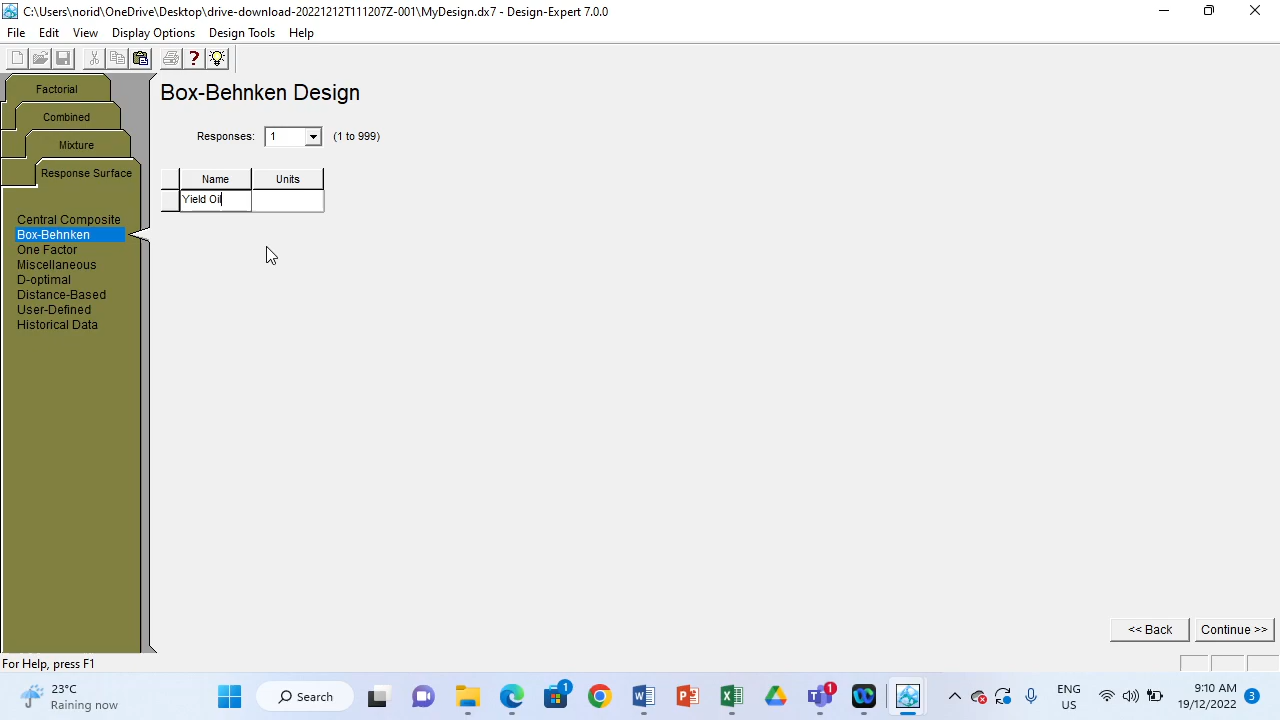 C:\Users\norid\OneDrive\Desktop\drive-download-20221212T111207Z-001\MyDesign.dx7 - Design-Expert 7.0.0
File Edit View Display Options Design Tools Help
Factorial
Combined
Mixture
Response Surface
Central Composite
Box-Behnken
One Factor
Miscellaneous
D-optimal
Distance-Based
User-Defined
Historical Data
Box-Behnken Design
Responses: 1 (1 to 999)
Name Units
Yield Oil
<< Back Continue >>
For Help, press F1
23°C
Raining now
Search
1
1
ENG
US
9:10 AM
19/12/2022
3